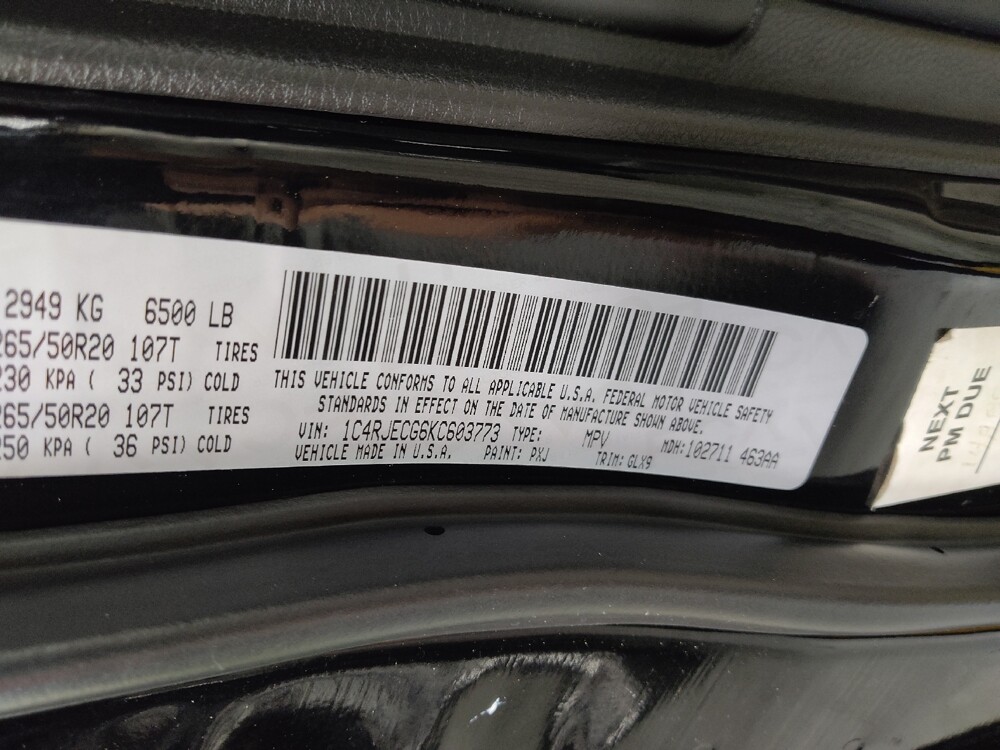 2949 KG 6500 LB
265/50R20 107T TIRES
230 KPA ( 33 PSI) COLD
265/50R20 107T TIRES
250 KPA ( 36 PSI) COLD
THIS VEHICLE CONFORMS TO ALL APPLICABLE U.S.A. FEDERAL MOTOR VEHICLE SAFETY
STANDARDS IN EFFECT ON THE DATE OF MANUFACTURE SHOWN ABOVE.
VIN: 1C4RJECG6KC603773 TYPE: MPV MDH:102711 463AA
VEHICLE MADE IN U.S.A. PAINT: PXJ TRIM: GLX9
NEXT
PM DUE